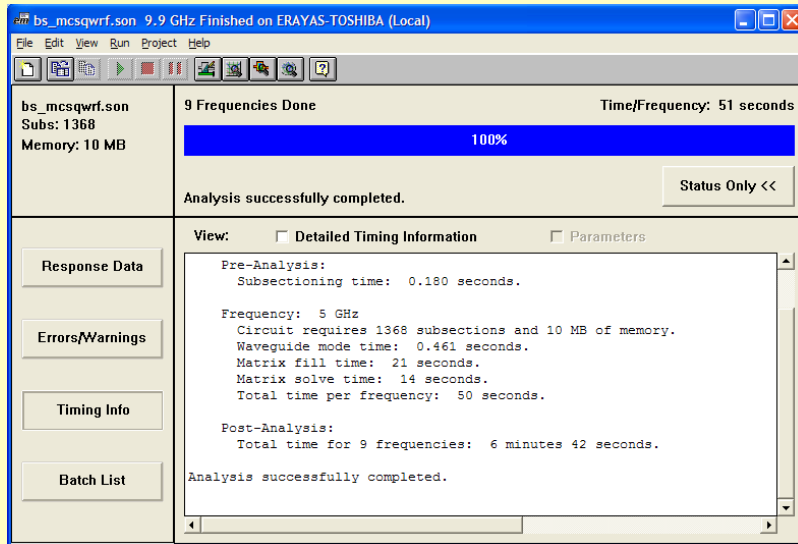 em bs_mcsqwrf.son 9.9 GHz Finished on ERAYAS-TOSHIBA (Local)
File Edit View Run Project Help
bs_mcsqwrf.son
Subs: 1368
Memory: 10 MB
9 Frequencies Done Time/Frequency: 51 seconds
100%
Analysis successfully completed.
Status Only <<
View: Detailed Timing Information Parameters
Response Data
Errors/Warnings
Timing Info
Batch List
Pre-Analysis:
Subsectioning time: 0.180 seconds.
Frequency: 5 GHz
Circuit requires 1368 subsections and 10 MB of memory.
Waveguide mode time: 0.461 seconds.
Matrix fill time: 21 seconds.
Matrix solve time: 14 seconds.
Total time per frequency: 50 seconds.
Post-Analysis:
Total time for 9 frequencies: 6 minutes 42 seconds.
Analysis successfully completed.